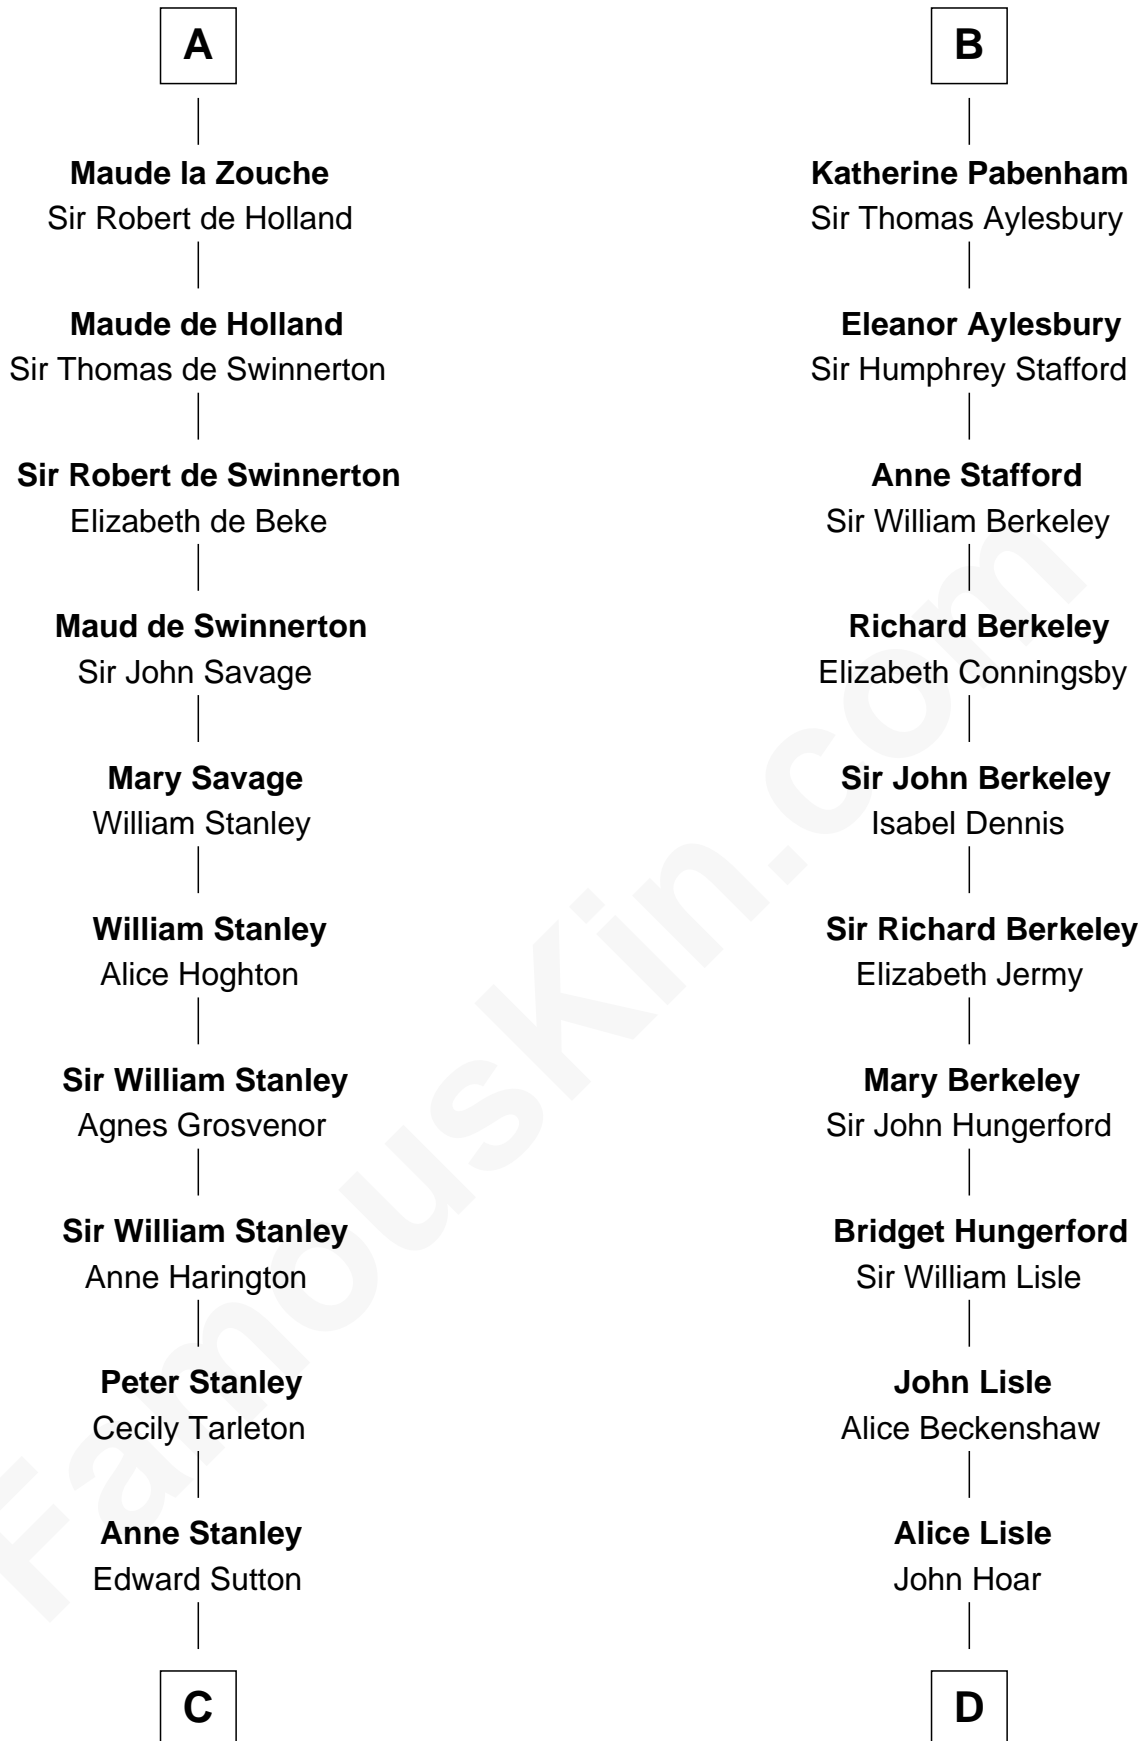 A
Maude la Zouche
Sir Robert de Holland
Maude de Holland
Sir Thomas de Swinnerton
Sir Robert de Swinnerton
Elizabeth de Beke
Maud de Swinnerton
Sir John Savage
Mary Savage
William Stanley
William Stanley
Alice Hoghton
Sir William Stanley
Agnes Grosvenor
Sir William Stanley
Anne Harington
Peter Stanley
Cecily Tarleton
Anne Stanley
Edward Sutton
C
B
Katherine Pabenham
Sir Thomas Aylesbury
Eleanor Aylesbury
Sir Humphrey Stafford
Anne Stafford
Sir William Berkeley
Richard Berkeley
Elizabeth Conningsby
Sir John Berkeley
Isabel Dennis
Sir Richard Berkeley
Elizabeth Jermy
Mary Berkeley
Sir John Hungerford
Bridget Hungerford
Sir William Lisle
John Lisle
Alice Beckenshaw
Alice Lisle
John Hoar
D
FamousKin.com